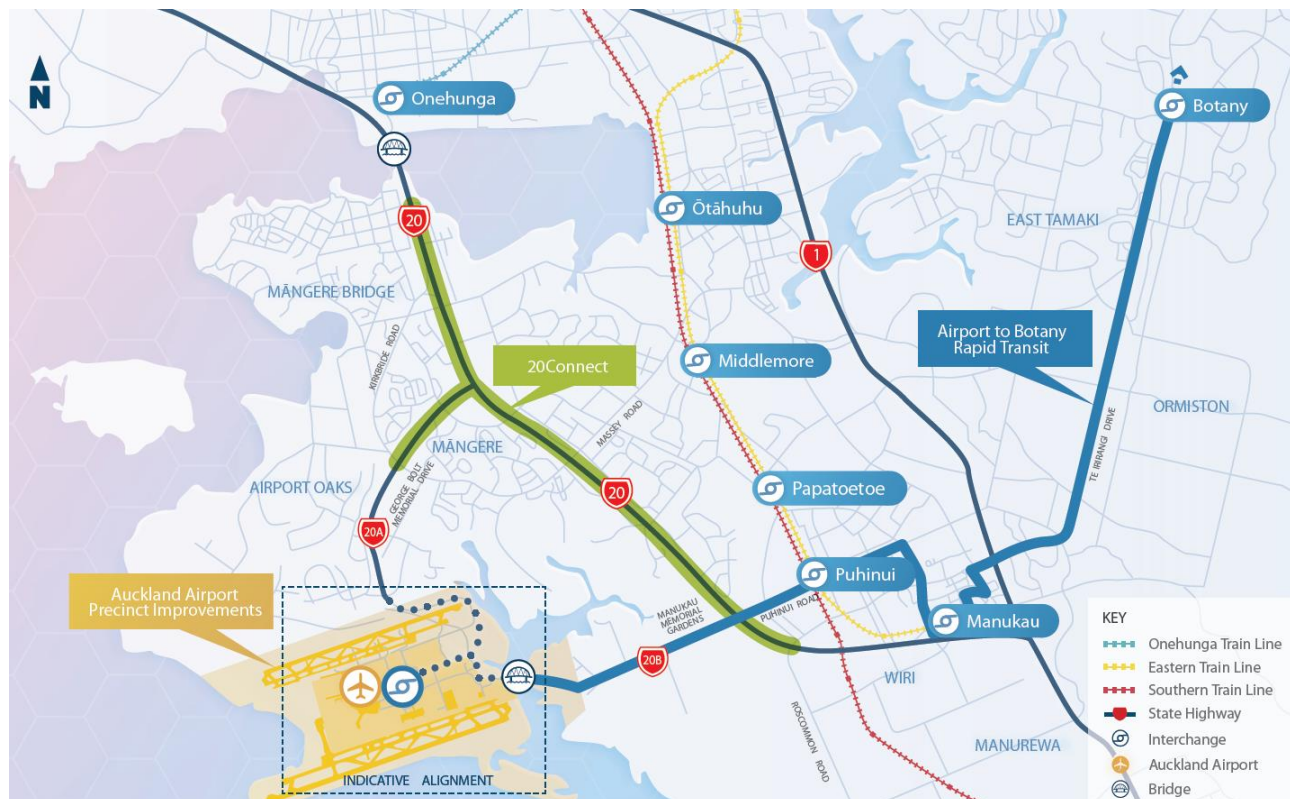 N
Onehunga
Botany
Ōtāhuhu
20
EAST TAMAKI
1
MĀNGERE BRIDGE
KIRKBRIDE ROAD
Airport to Botany
Rapid Transit
Middlemore
20Connect
ORMISTON
MASSEY ROAD
TE IRIRANGI DRIVE
MĀNGERE
AIRPORT OAKS
GEORGE BOLT
MEMORIAL DRIVE
20
Papatoetoe
20A
Auckland Airport
Precinct Improvements
Puhinui
MANUKAU
MEMORIAL
GARDENS
PUHINUI ROAD
Manukau
20B
WIRI
ROSCOMMON ROAD
MANUREWA
INDICATIVE ALIGNMENT
KEY
Onehunga Train Line
Eastern Train Line
Southern Train Line
State Highway
Interchange
Auckland Airport
Bridge